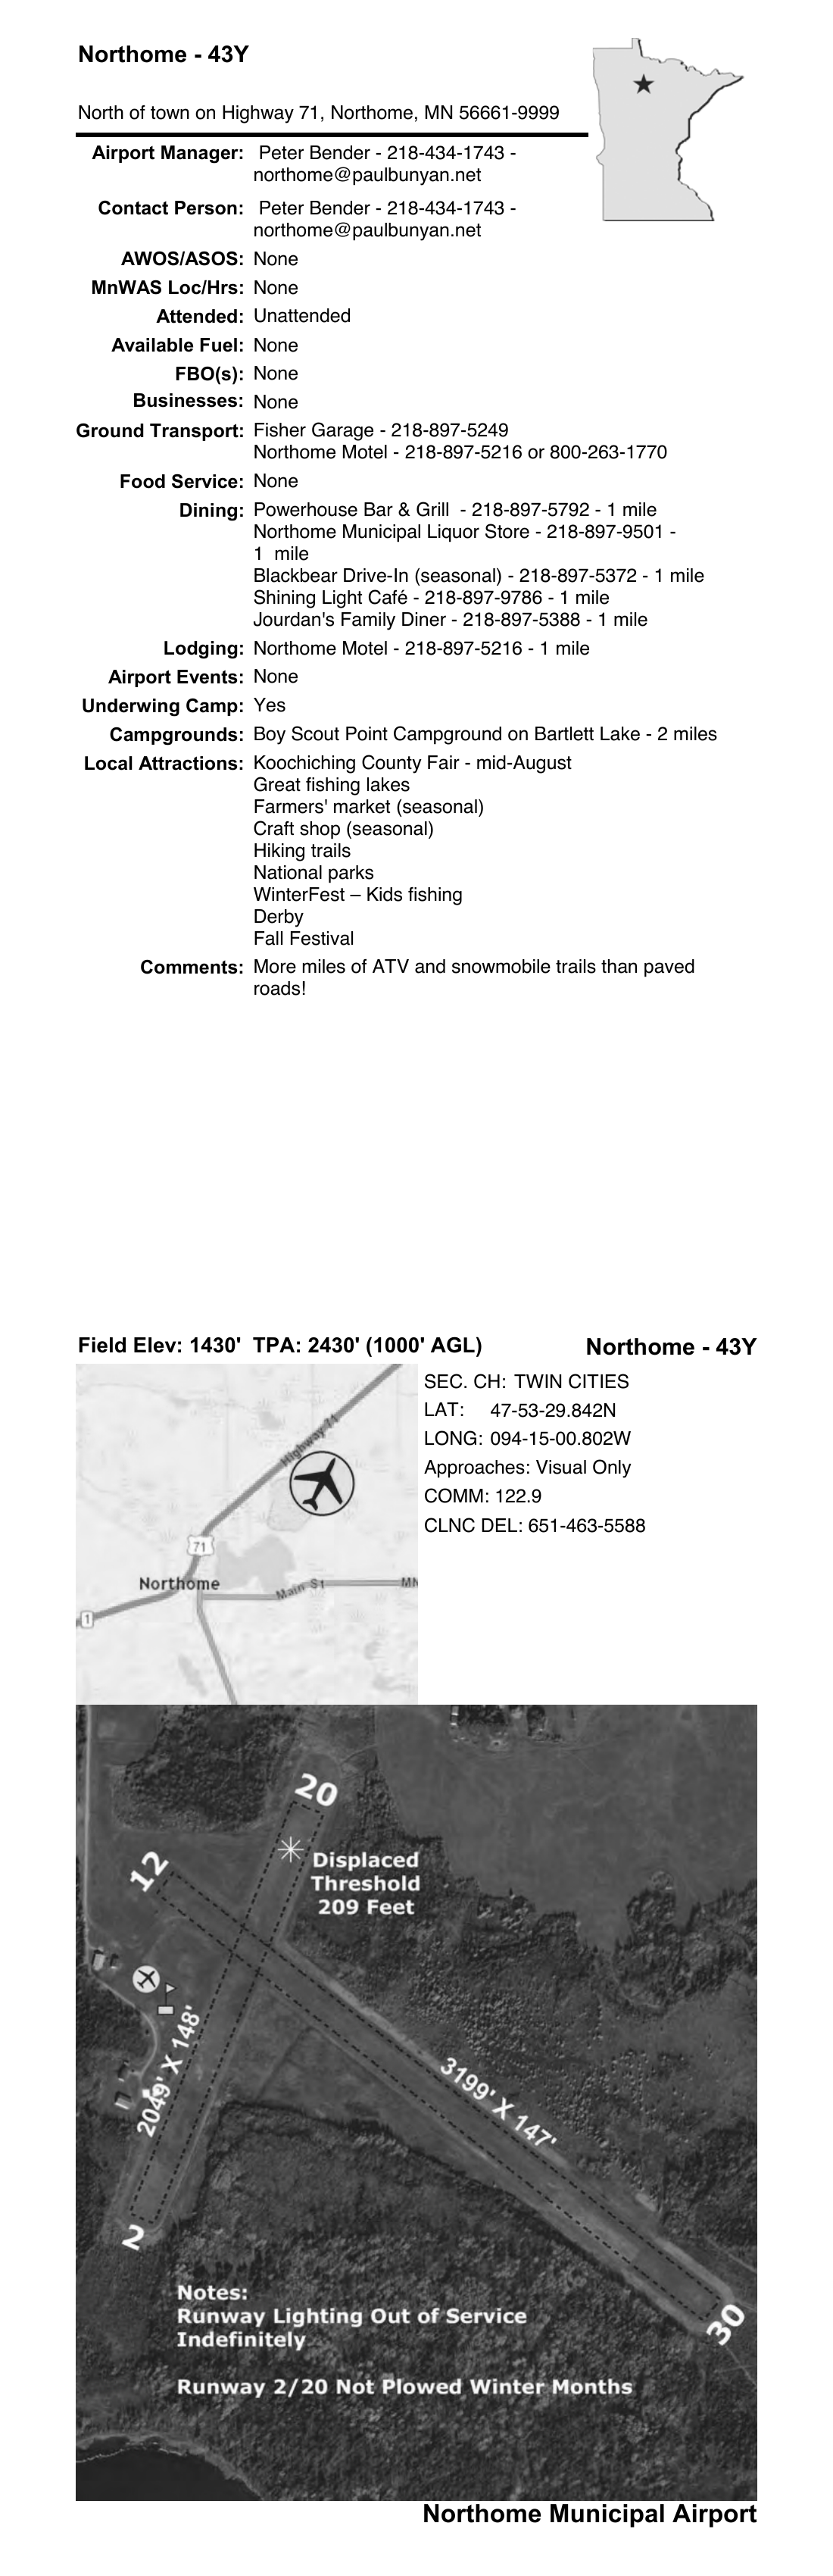 Northome - 43Y
North of town on Highway 71, Northome, MN 56661-9999
Airport Manager: Peter Bender - 218-434-1743 -
northome@paulbunyan.net
Contact Person: Peter Bender - 218-434-1743 -
northome@paulbunyan.net
AWOS/ASOS: None
MnWAS Loc/Hrs: None
Attended: Unattended
Available Fuel: None
FBO(s): None
Businesses: None
Ground Transport: Fisher Garage - 218-897-5249
Northome Motel - 218-897-5216 or 800-263-1770
Food Service: None
Dining: Powerhouse Bar & Grill - 218-897-5792 - 1 mile
Northome Municipal Liquor Store - 218-897-9501 -
1 mile
Blackbear Drive-In (seasonal) - 218-897-5372 - 1 mile
Shining Light Café - 218-897-9786 - 1 mile
Jourdan's Family Diner - 218-897-5388 - 1 mile
Lodging: Northome Motel - 218-897-5216 - 1 mile
Airport Events: None
Underwing Camp: Yes
Campgrounds: Boy Scout Point Campground on Bartlett Lake - 2 miles
Local Attractions: Koochiching County Fair - mid-August
Great fishing lakes
Farmers' market (seasonal)
Craft shop (seasonal)
Hiking trails
National parks
WinterFest – Kids fishing
Derby
Fall Festival
Comments: More miles of ATV and snowmobile trails than paved
roads!
Field Elev: 1430' TPA: 2430' (1000' AGL)
Northome - 43Y
SEC. CH: TWIN CITIES
LAT: 47-53-29.842N
LONG: 094-15-00.802W
Approaches: Visual Only
COMM: 122.9
CLNC DEL: 651-463-5588
Highway 71
71
Northome
Main St
MN
1
20
12
Displaced
Threshold
209 Feet
2049' X 148'
3199' X 147'
2
30
Notes:
Runway Lighting Out of Service
Indefinitely
Runway 2/20 Not Plowed Winter Months
Northome Municipal Airport